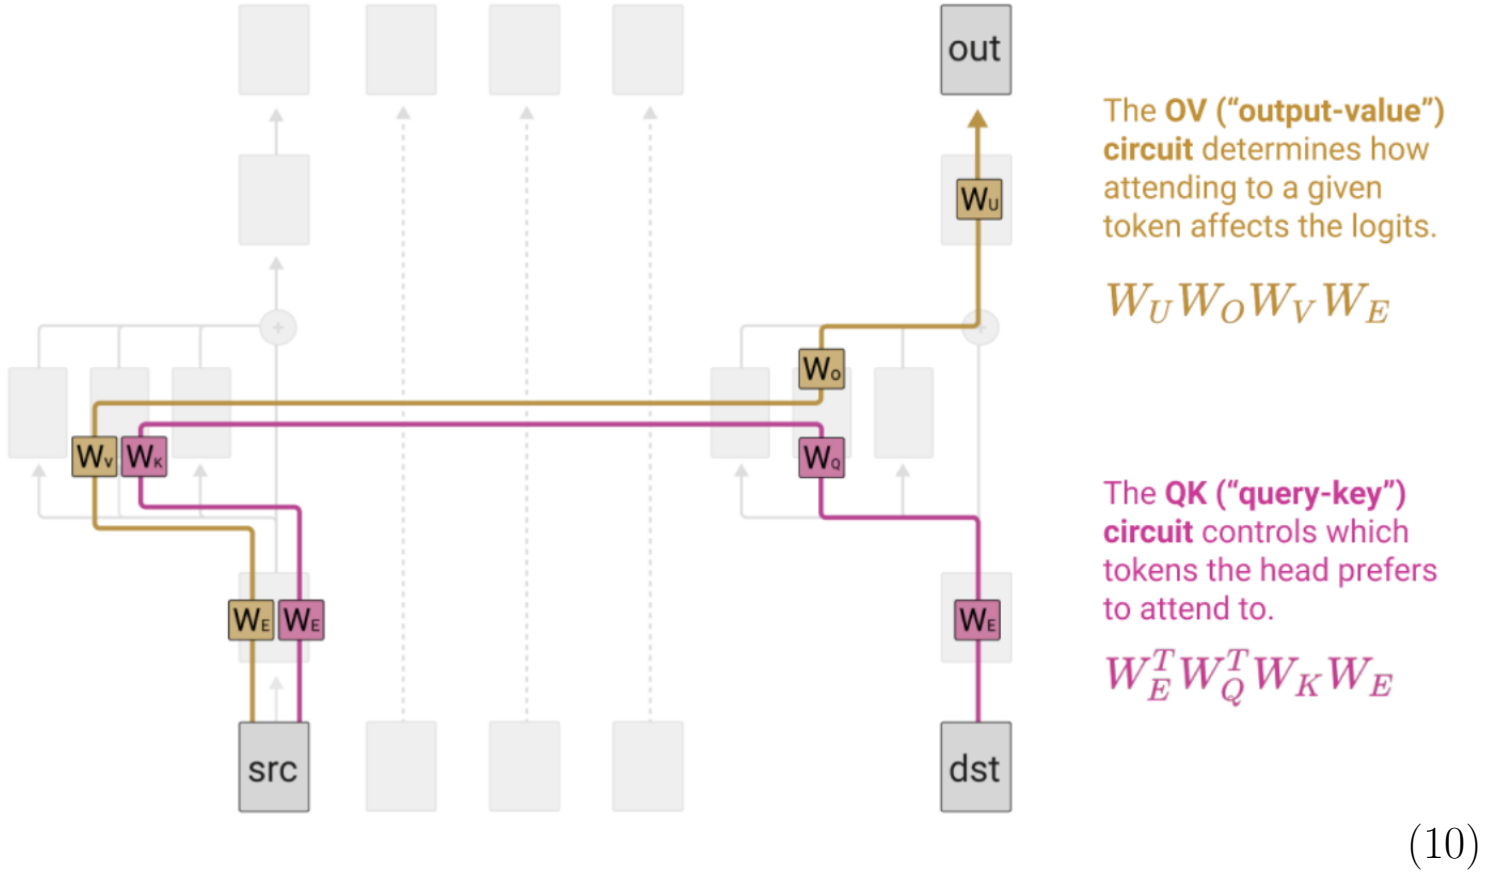 out
The OV (“output-value”)
circuit determines how
attending to a given
token affects the logits.
W_U
W_U W_O W_V W_E
W_O
W_V W_K
W_Q
The QK (“query-key”)
circuit controls which
tokens the head prefers
to attend to.
W_E W_E
W_E
W_E^T W_Q^T W_K W_E
src
dst
(10)